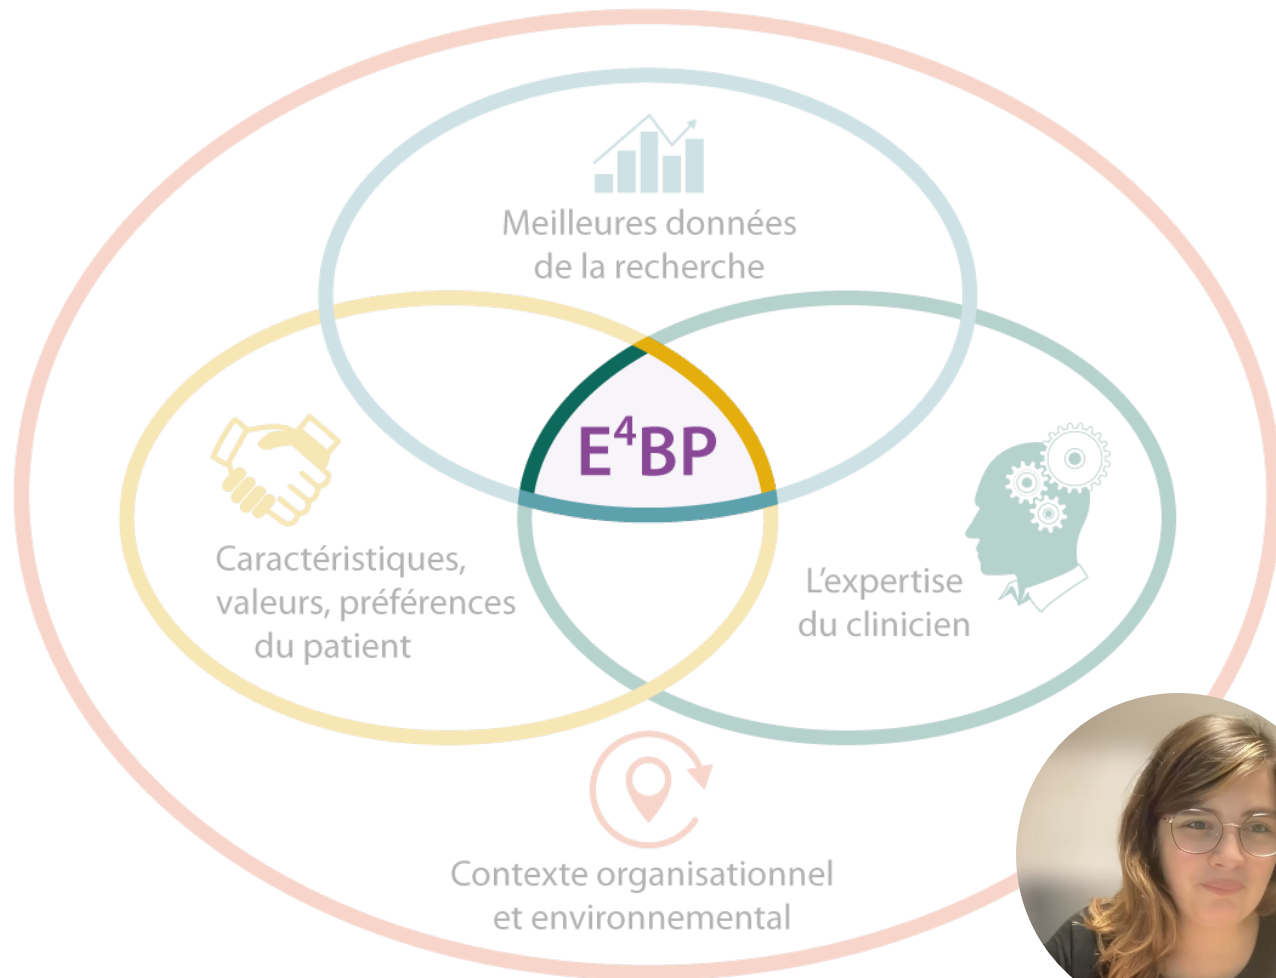 Meilleures données
de la recherche
E⁴BP
Caractéristiques,
valeurs, préférences
du patient
L’expertise
du clinicien
Contexte organisationnel
et environnemental